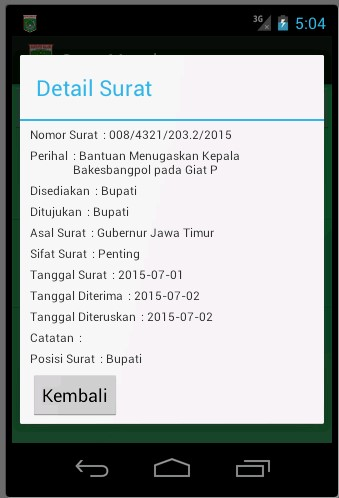 3G 5:04
Detail Surat
Nomor Surat : 008/4321/203.2/2015
Perihal : Bantuan Menugaskan Kepala
Bakesbangpol pada Giat P
Disediakan : Bupati
Ditujukan : Bupati
Asal Surat : Gubernur Jawa Timur
Sifat Surat : Penting
Tanggal Surat : 2015-07-01
Tanggal Diterima : 2015-07-02
Tanggal Diteruskan : 2015-07-02
Catatan :
Posisi Surat : Bupati
Kembali